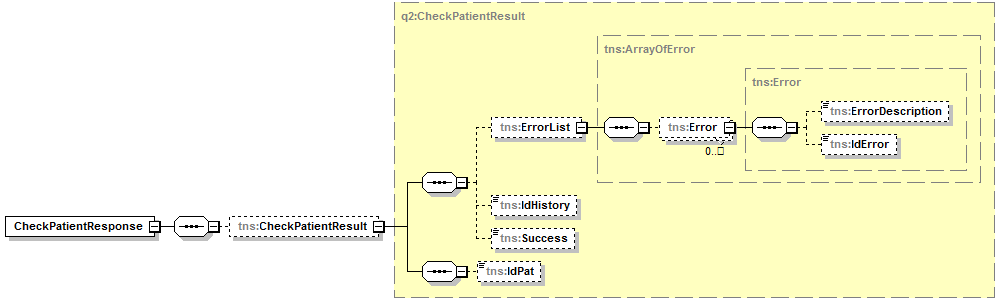 q2:CheckPatientResult
tns:ArrayOfError
tns:Error
tns:ErrorDescription
tns:ErrorList
tns:Error
0..
tns:IdError
tns:IdHistory
CheckPatientResponse
tns:CheckPatientResult
tns:Success
tns:IdPat